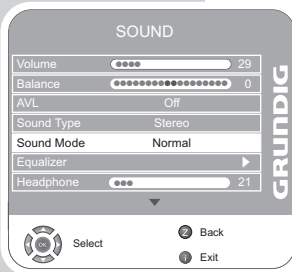 SOUND
Volume 29
Balance 0
AVL Off
Sound Type Stereo
Sound Mode Normal
Equalizer
Headphone 21
GRUNDIG
OK Select
Z Back
i Exit